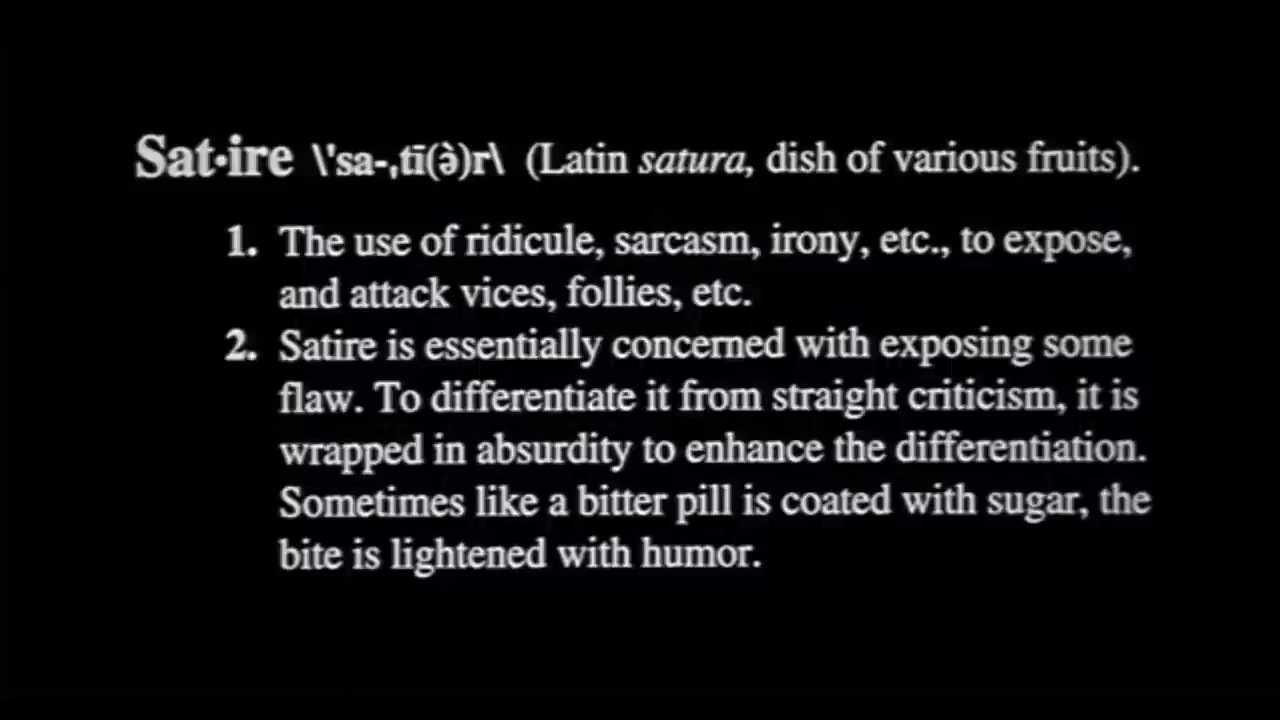 Sat·ire \'sa-ˌtī(ə̀)r\ (Latin satura, dish of various fruits).
1. The use of ridicule, sarcasm, irony, etc., to expose,
and attack vices, follies, etc.
2. Satire is essentially concerned with exposing some
flaw. To differentiate it from straight criticism, it is
wrapped in absurdity to enhance the differentiation.
Sometimes like a bitter pill is coated with sugar, the
bite is lightened with humor.